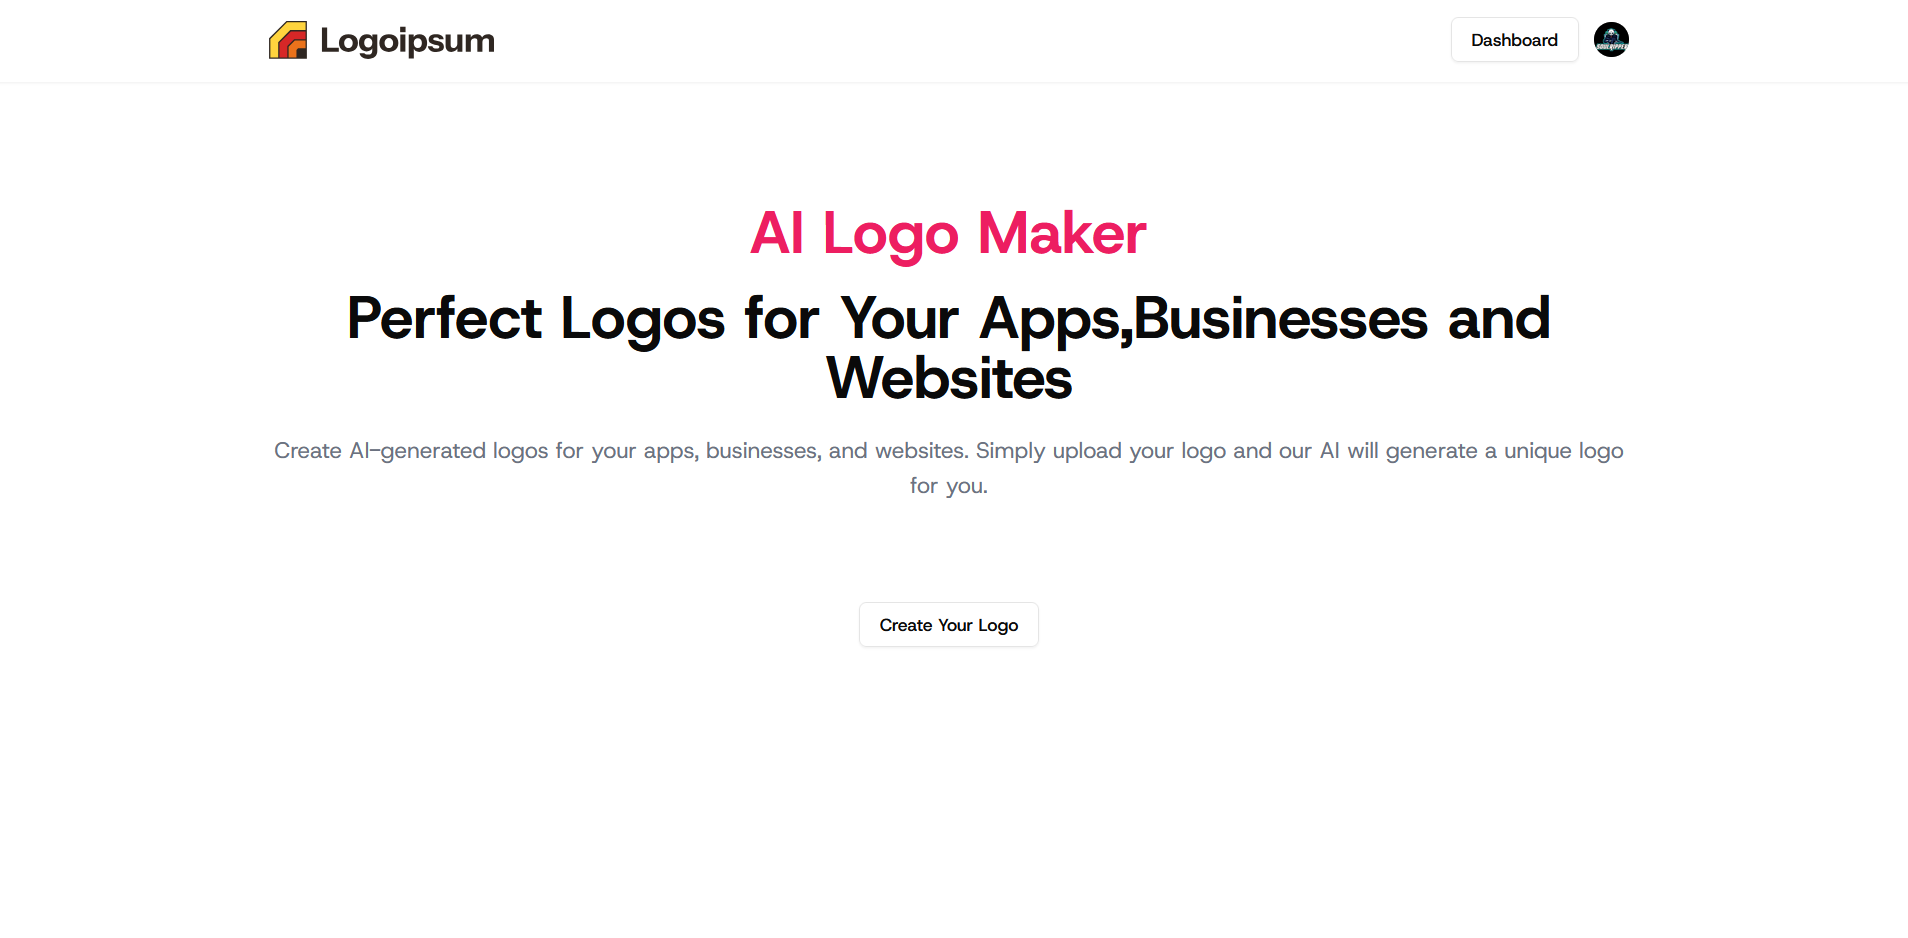 Logoipsum
Dashboard
SOULRIPPER
AI Logo Maker
Perfect Logos for Your Apps,Businesses and
Websites
Create AI-generated logos for your apps, businesses, and websites. Simply upload your logo and our AI will generate a unique logo
for you.
Create Your Logo